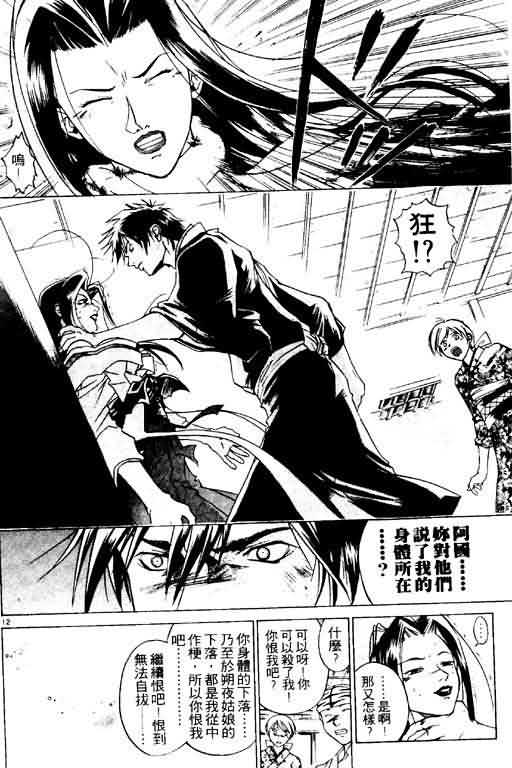 嗚
狂!?
阿國……
妳對他們
說了我的
身體所在
……?
……
……是啊!
那又怎樣?
什麼?
可以呀!你
可以殺了我!
你恨我吧?
你身體的下落
乃至於朔夜姑娘的
下落,都是我從中
作梗,所以你恨我
吧……
繼續恨吧!恨到
無法自拔……
12